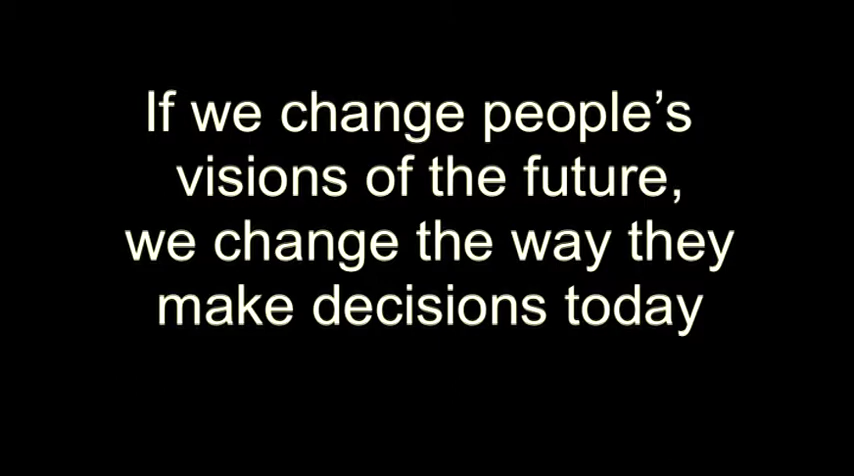 If we change people’s
visions of the future,
we change the way they
make decisions today